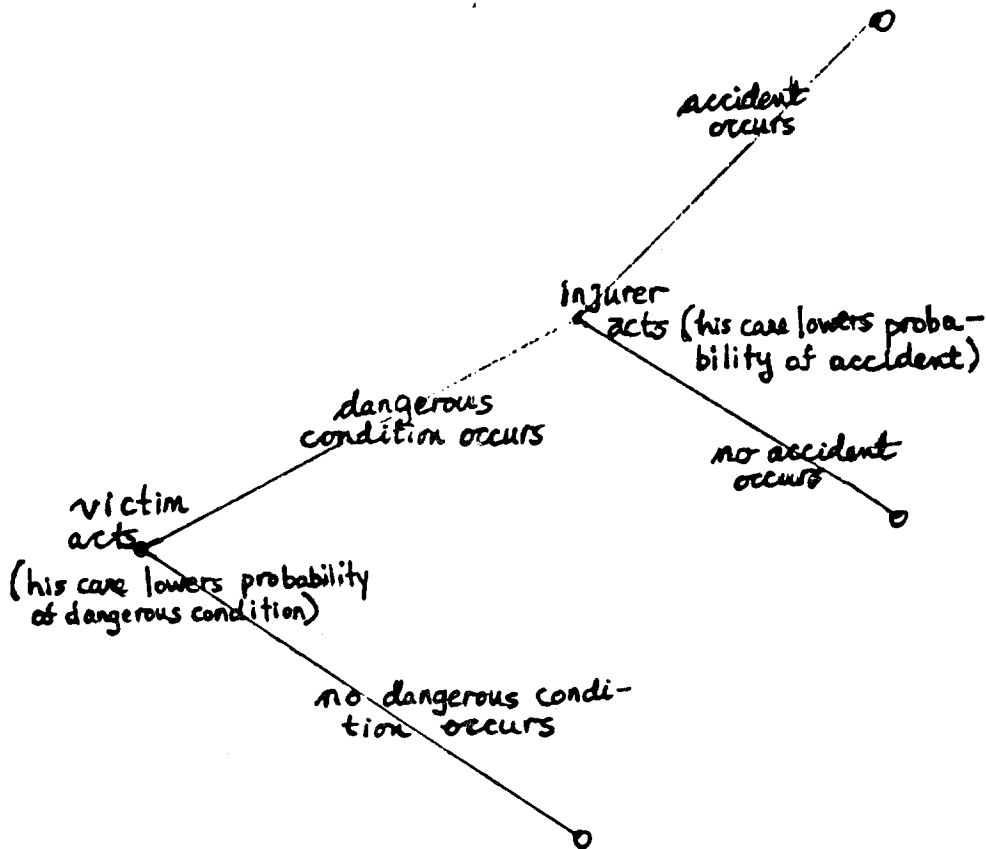 accident
occurs
injurer
acts (his care lowers proba-
bility of accident)
dangerous
condition occurs
no accident
occurs
victim
acts
(his care lowers probability
of dangerous condition)
no dangerous condi-
tion occurs